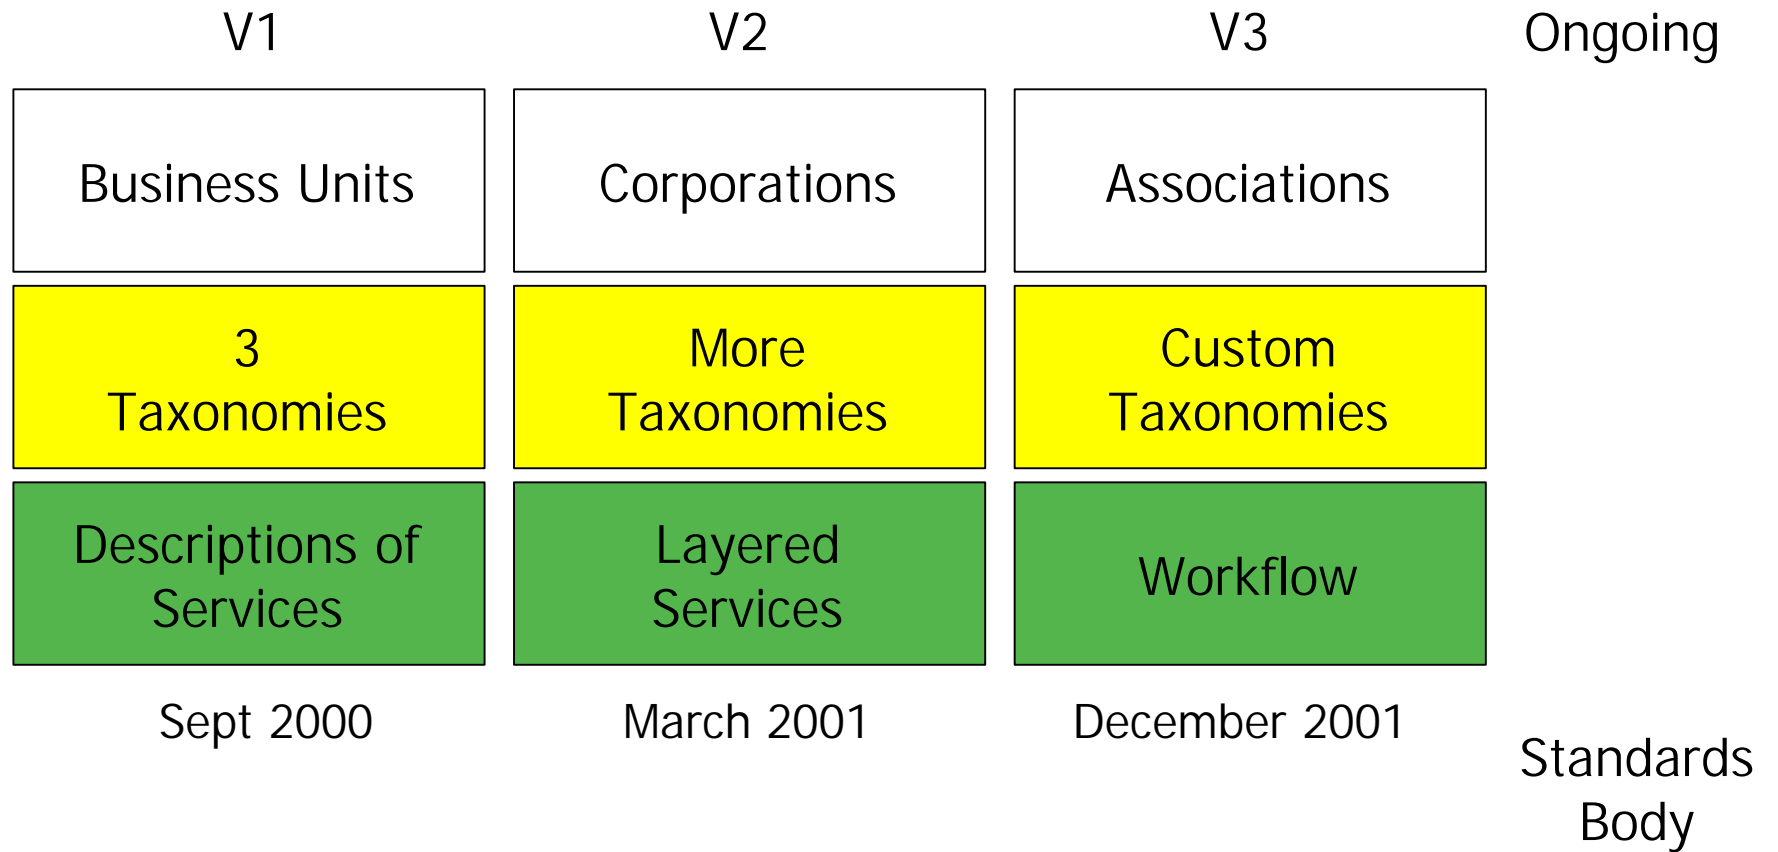 V1
V2
V3
Ongoing
Business Units
Corporations
Associations
3
Taxonomies
More
Taxonomies
Custom
Taxonomies
Descriptions of
Services
Layered
Services
Workflow
Sept 2000
March 2001
December 2001
Standards
Body